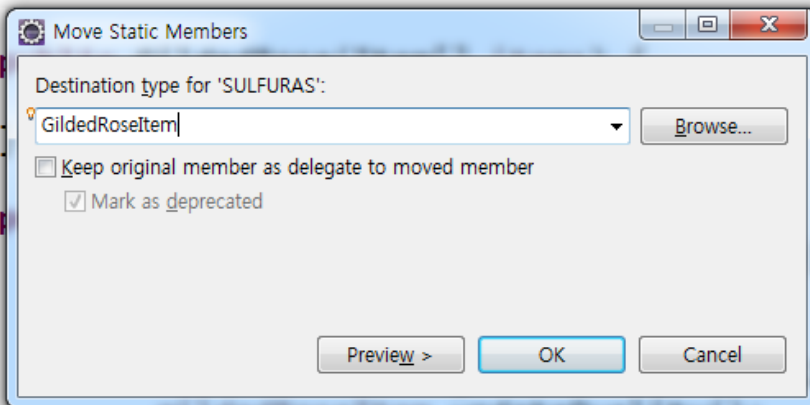 Move Static Members
Destination type for 'SULFURAS':
GildedRoseItem
Browse...
Keep original member as delegate to moved member
Mark as deprecated
Preview >
OK
Cancel